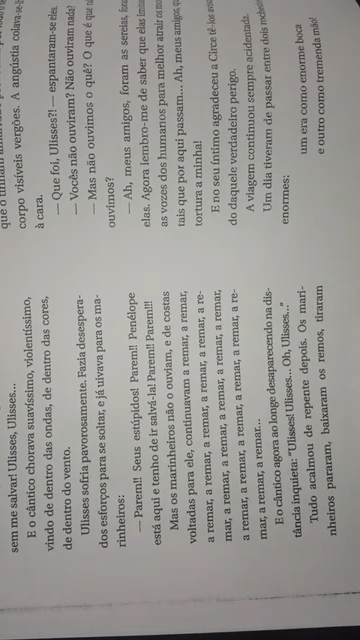 sem me salvar! Ulisses, Ulisses...
E o cântico chorava suavíssimo, violentíssimo,
vindo de dentro das ondas, de dentro das cores,
de dentro do vento.
Ulisses sofria pavorosamente. Fazia desespera-
dos esforços para se soltar, e já uivava para os ma-
rinheiros:
— Parem!! Seus estúpidos! Parem!! Penélope
está aqui e tenho de ir salvá-la! Parem!! Parem!!!
Mas os marinheiros não o ouviam, e de costas
voltadas para ele, continuavam a remar, a remar,
a remar, a remar, a remar, a remar, a remar, a re-
mar, a remar, a remar, a remar, a remar, a remar,
a remar, a remar, a remar, a remar, a remar, a re-
mar, a remar, a remar...
E o cântico agora ao longe desaparecendo na dis-
tância inquieta: "Ulisses! Ulisses... Oh, Ulisses..."
Tudo acalmou de repente depois. Os mari-
nheiros pararam, baixaram os remos, tiraram
que o tinham
corpo visíveis vergões. A angústia
à cara.
— Que foi, Ulisses?!! — espantaram-se eles.
— Vocês não ouviram? Não ouviram nada?
— Mas não ouvimos o quê? O que é que
ouvimos?
— Ah, meus amigos, foram as sereias,
elas. Agora lembro-me de saber que elas
as vozes dos humanos para melhor atrair os
tais que por aqui passam... Ah, meus amigos,
tortura a minha!
E no seu íntimo agradeceu a Circe tê-los
do daquele verdadeiro perigo.
A viagem continuou sempre acidentada.
Um dia tiveram de passar entre dois
enormes:
um era como enorme boca
e outro como tremenda mão!